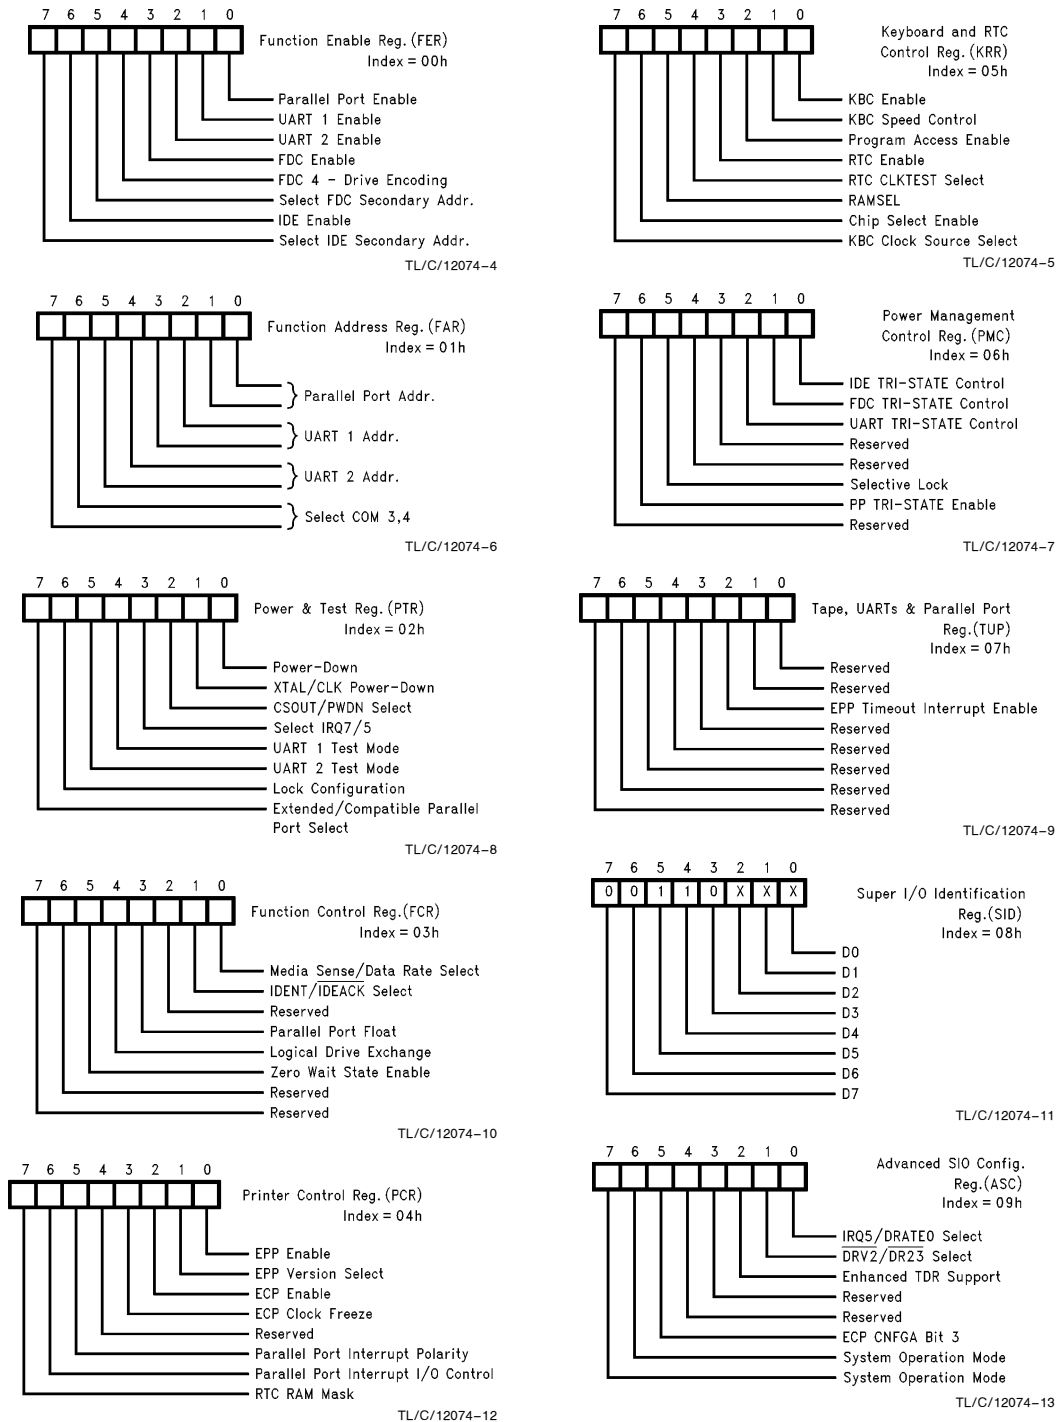 7 6 5 4 3 2 1 0
Function Enable Reg. (FER)
Index = 00h
Parallel Port Enable
UART 1 Enable
UART 2 Enable
FDC Enable
FDC 4 – Drive Encoding
Select FDC Secondary Addr.
IDE Enable
Select IDE Secondary Addr.
TL/C/12074–4
7 6 5 4 3 2 1 0
Keyboard and RTC
Control Reg. (KRR)
Index = 05h
KBC Enable
KBC Speed Control
Program Access Enable
RTC Enable
RTC CLKTEST Select
RAMSEL
Chip Select Enable
KBC Clock Source Select
TL/C/12074–5
7 6 5 4 3 2 1 0
Function Address Reg. (FAR)
Index = 01h
Parallel Port Addr.
UART 1 Addr.
UART 2 Addr.
Select COM 3,4
TL/C/12074–6
7 6 5 4 3 2 1 0
Power Management
Control Reg. (PMC)
Index = 06h
IDE TRI–STATE Control
FDC TRI–STATE Control
UART TRI–STATE Control
Reserved
Reserved
Selective Lock
PP TRI–STATE Enable
Reserved
TL/C/12074–7
7 6 5 4 3 2 1 0
Power & Test Reg. (PTR)
Index = 02h
Power–Down
XTAL/CLK Power–Down
CSOUT/PWDN Select
Select IRQ7/5
UART 1 Test Mode
UART 2 Test Mode
Lock Configuration
Extended/Compatible Parallel
Port Select
TL/C/12074–8
7 6 5 4 3 2 1 0
Tape, UARTs & Parallel Port
Reg. (TUP)
Index = 07h
Reserved
Reserved
EPP Timeout Interrupt Enable
Reserved
Reserved
Reserved
Reserved
Reserved
TL/C/12074–9
7 6 5 4 3 2 1 0
Function Control Reg. (FCR)
Index = 03h
Media Sense/Data Rate Select
IDENT/IDEACK Select
Reserved
Parallel Port Float
Logical Drive Exchange
Zero Wait State Enable
Reserved
Reserved
TL/C/12074–10
7 6 5 4 3 2 1 0
0 0 1 1 0 X X X
Super I/O Identification
Reg. (SID)
Index = 08h
D0
D1
D2
D3
D4
D5
D6
D7
TL/C/12074–11
7 6 5 4 3 2 1 0
Printer Control Reg. (PCR)
Index = 04h
EPP Enable
EPP Version Select
ECP Enable
ECP Clock Freeze
Reserved
Parallel Port Interrupt Polarity
Parallel Port Interrupt I/O Control
RTC RAM Mask
TL/C/12074–12
7 6 5 4 3 2 1 0
Advanced SIO Config.
Reg. (ASC)
Index = 09h
IRQ5/DRATE0 Select
DRV2/DR23 Select
Enhanced TDR Support
Reserved
Reserved
ECP CNFGA Bit 3
System Operation Mode
System Operation Mode
TL/C/12074–13